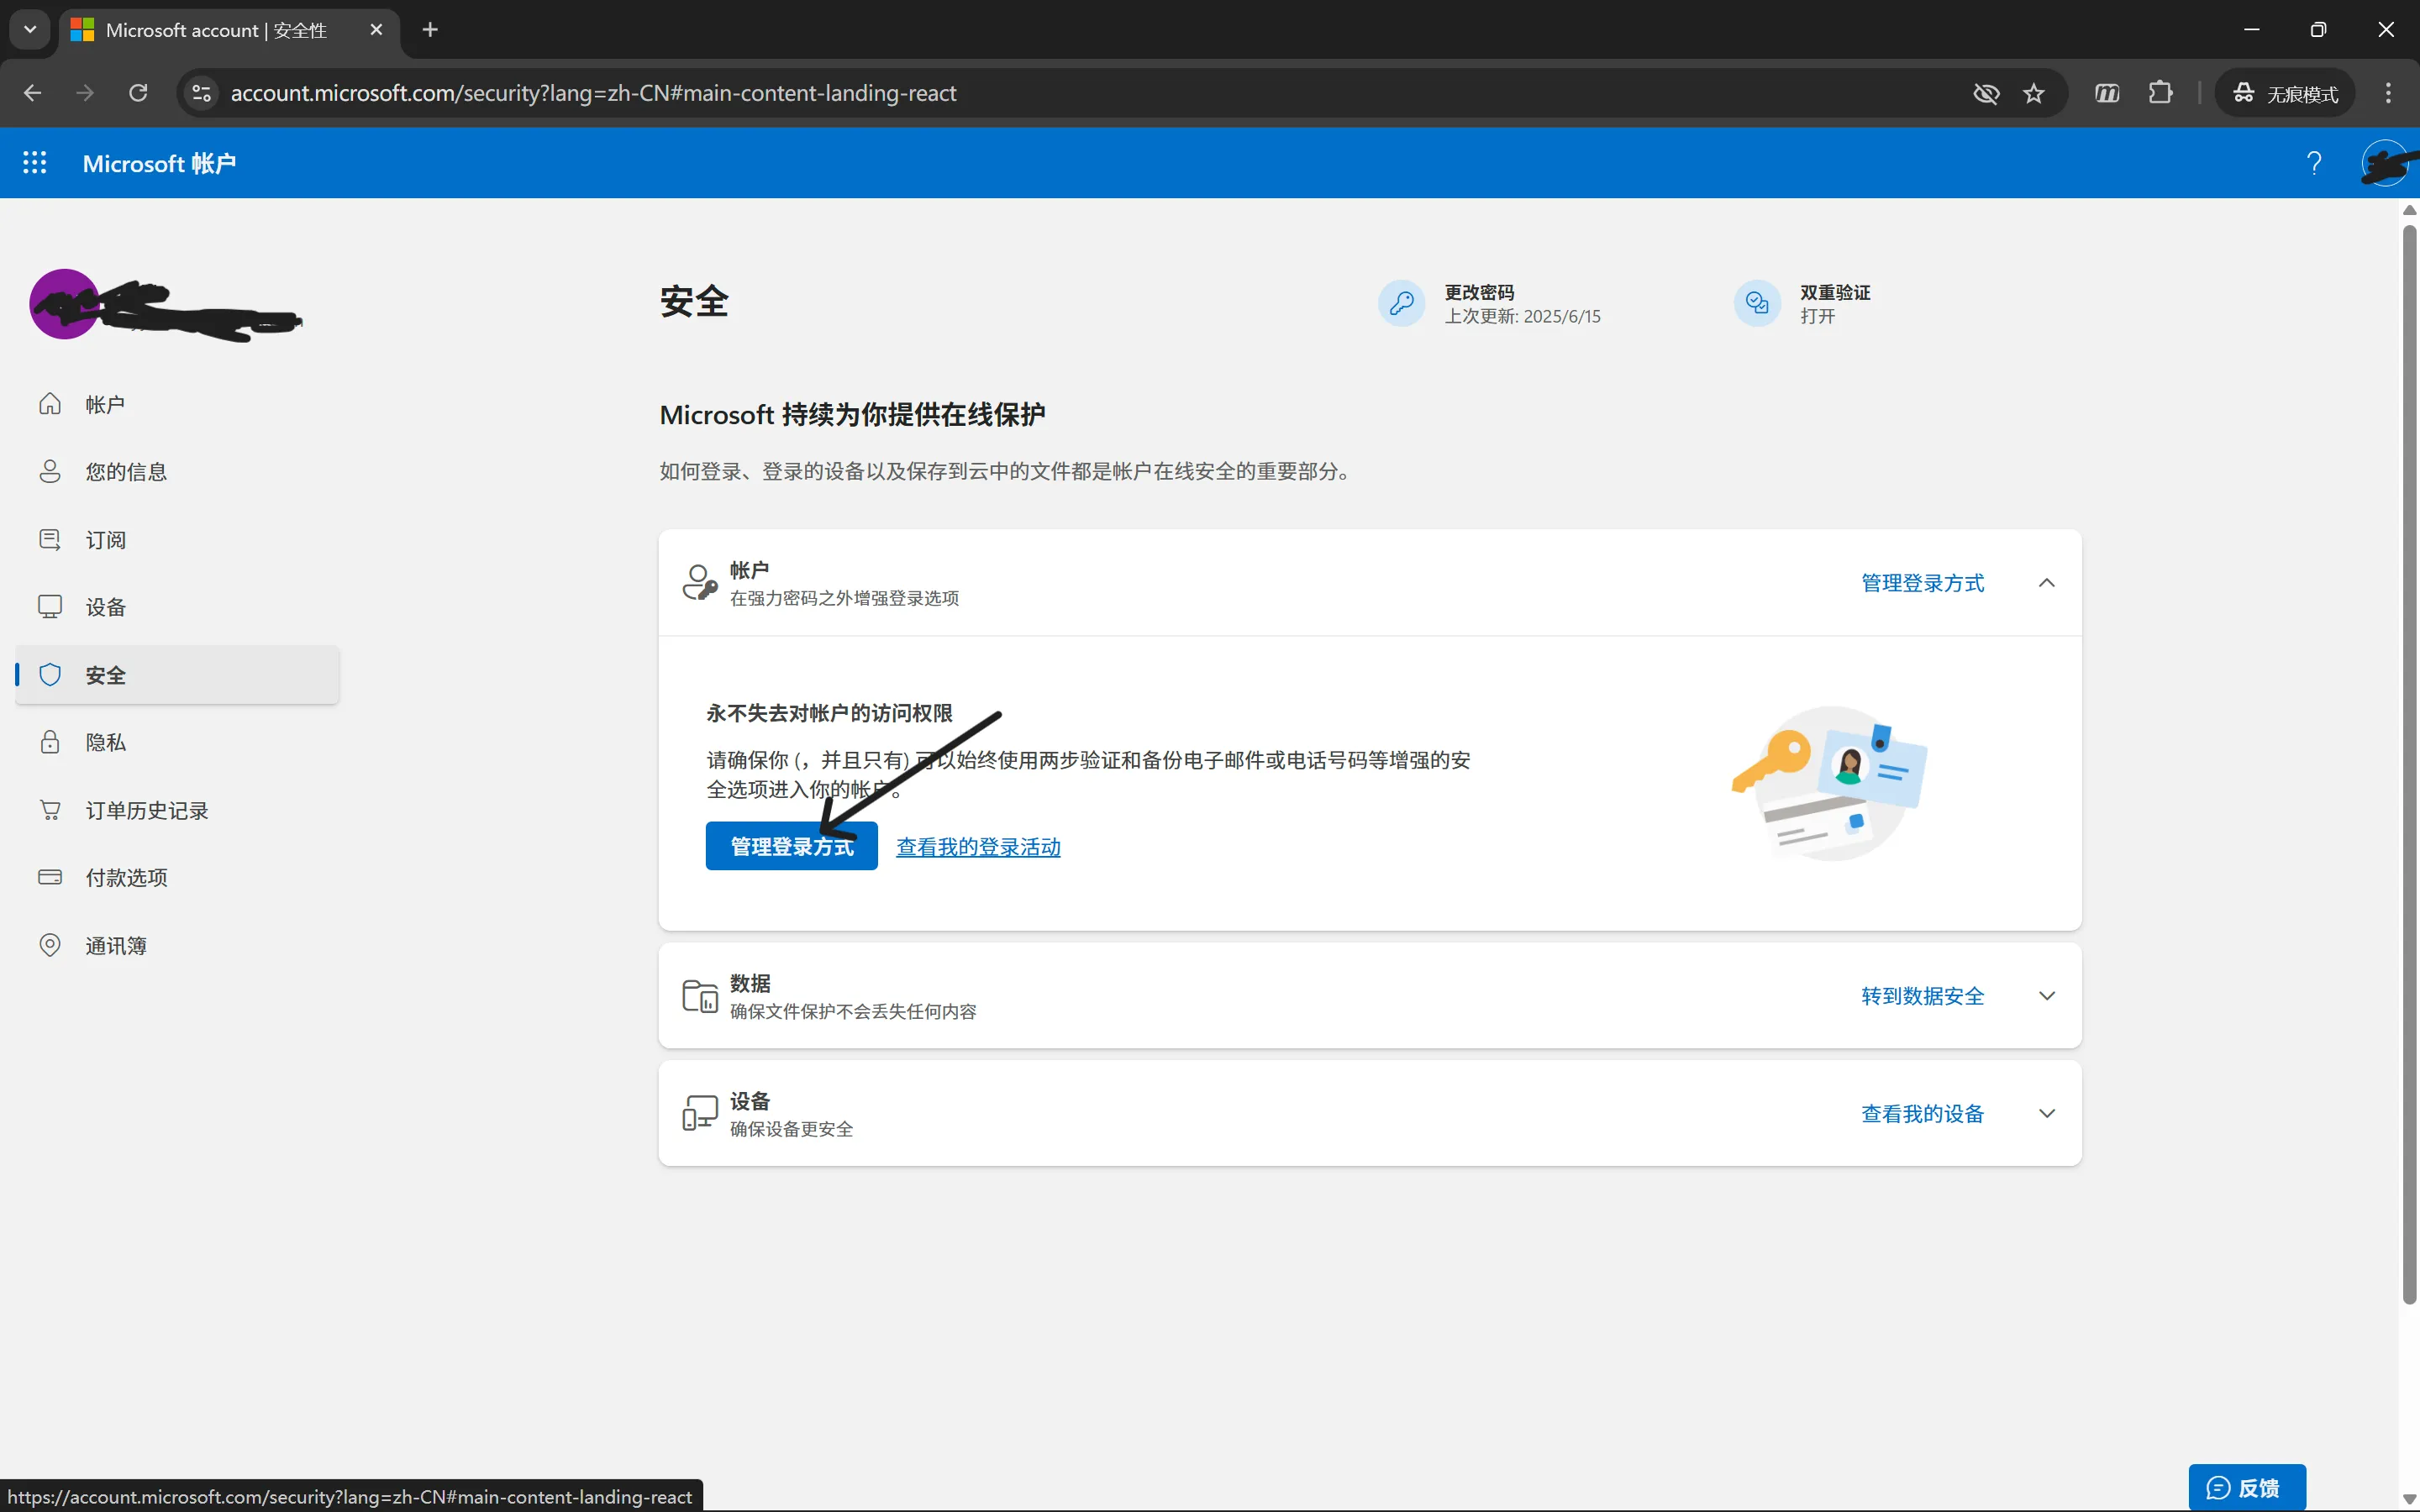 Microsoft account | 安全性
account.microsoft.com/security?lang=zh-CN#main-content-landing-react
无痕模式
Microsoft 帐户
安全
更改密码
上次更新: 2025/6/15
双重验证
打开
帐户
您的信息
订阅
设备
安全
隐私
订单历史记录
付款选项
通讯簿
Microsoft 持续为你提供在线保护
如何登录、登录的设备以及保存到云中的文件都是帐户在线安全的重要部分。
帐户
在强力密码之外增强登录选项
管理登录方式
永不失去对帐户的访问权限
请确保你 (，并且只有) 可以始终使用两步验证和备份电子邮件或电话号码等增强的安
全选项进入你的帐户。
管理登录方式
查看我的登录活动
数据
确保文件保护不会丢失任何内容
转到数据安全
设备
确保设备更安全
查看我的设备
反馈
https://account.microsoft.com/security?lang=zh-CN#main-content-landing-react